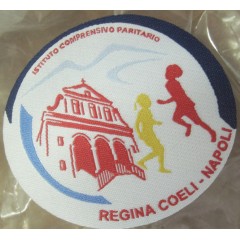 ISTITUTO COMPRENSIVO PARITARIO
REGINA COELI - NAPOLI